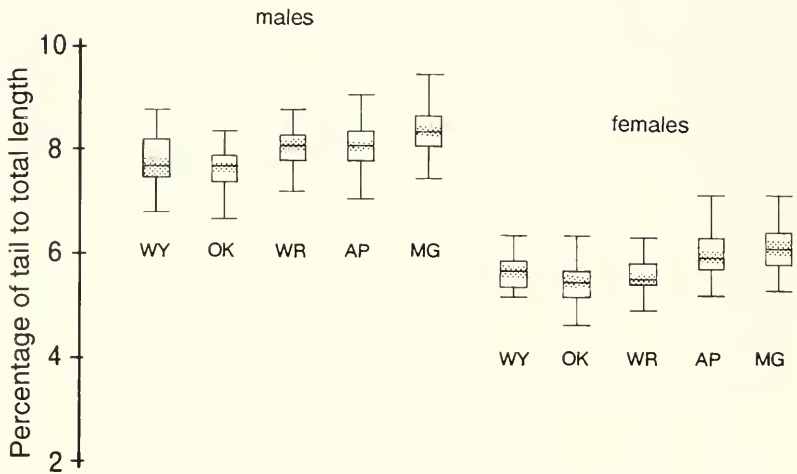 males
females
Percentage of tail to total length
10
8
6
4
2
WY OK WR AP MG
WY OK WR AP MG